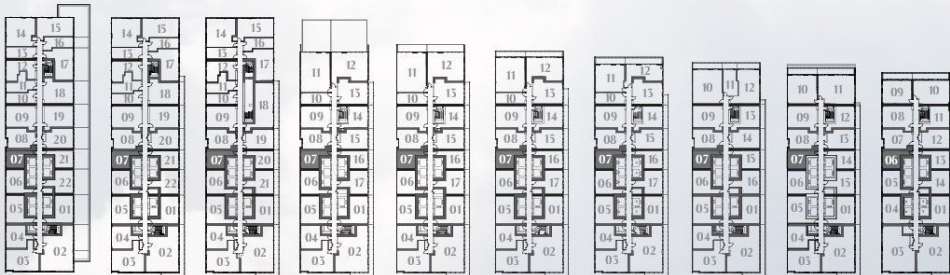 14 15 14 15 14 15
16 16 16
13 13 13
12 17 12 17 12 17 11 12 11 12 11 12 11 12 10 11 12 10 11 9 10
11 11 11
10 18 10 18 10 18 10 13 10 13 10 13 10 13
09 19 09 19 09 09 14 09 14 09 14 09 14 09 13 09 12 08 11
08 20 08 20 08 19 08 15 08 15 08 15 08 08 14 08 13 07 12
07 21 07 21 07 20 07 16 07 16 07 16 07 15 07 15 07 14 06 13
06 22 06 22 06 21 06 17 06 17 06 17 06 16 06 16 06 15 05 14
05 01 05 01 05 01 05 01 05 01 05 01 05 01 05 01 05 01 04 01
04 04 04 04 04 04 04 04 04
03 02 03 02 03 02 03 02 03 02 03 02 03 02 03 02 03 02 03 02